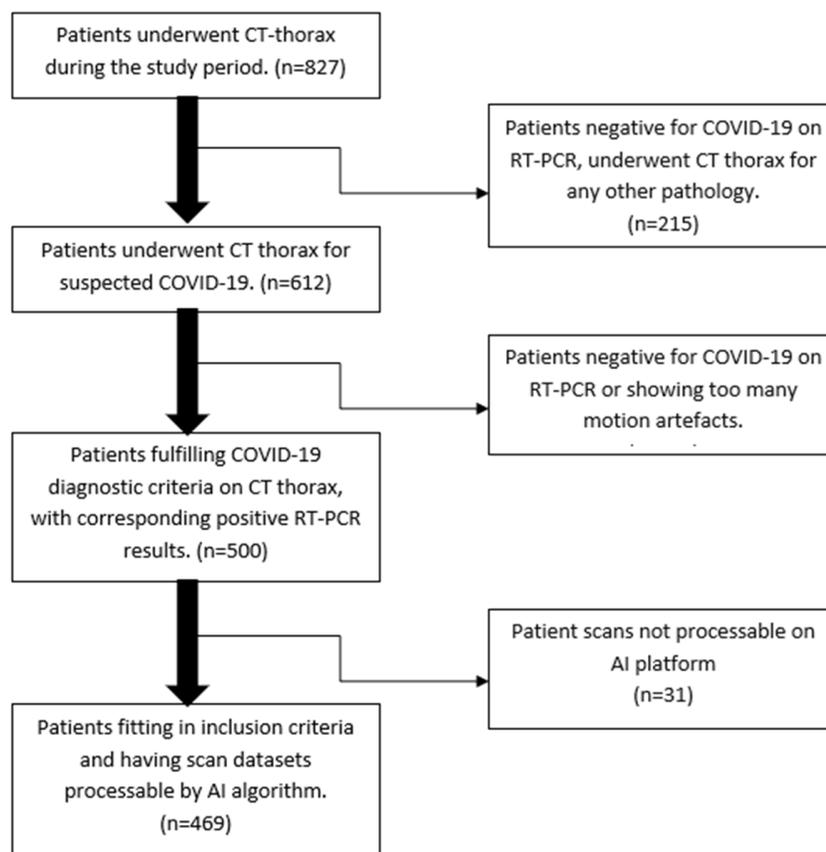 Patients underwent CT-thorax
during the study period. (n=827)
Patients negative for COVID-19 on
RT-PCR, underwent CT thorax for
any other pathology.
(n=215)
Patients underwent CT thorax for
suspected COVID-19. (n=612)
Patients negative for COVID-19 on
RT-PCR or showing too many
motion artefacts.
Patients fulfilling COVID-19
diagnostic criteria on CT thorax,
with corresponding positive RT-PCR
results. (n=500)
Patient scans not processable on
AI platform
(n=31)
Patients fitting in inclusion criteria
and having scan datasets
processable by AI algorithm.
(n=469)